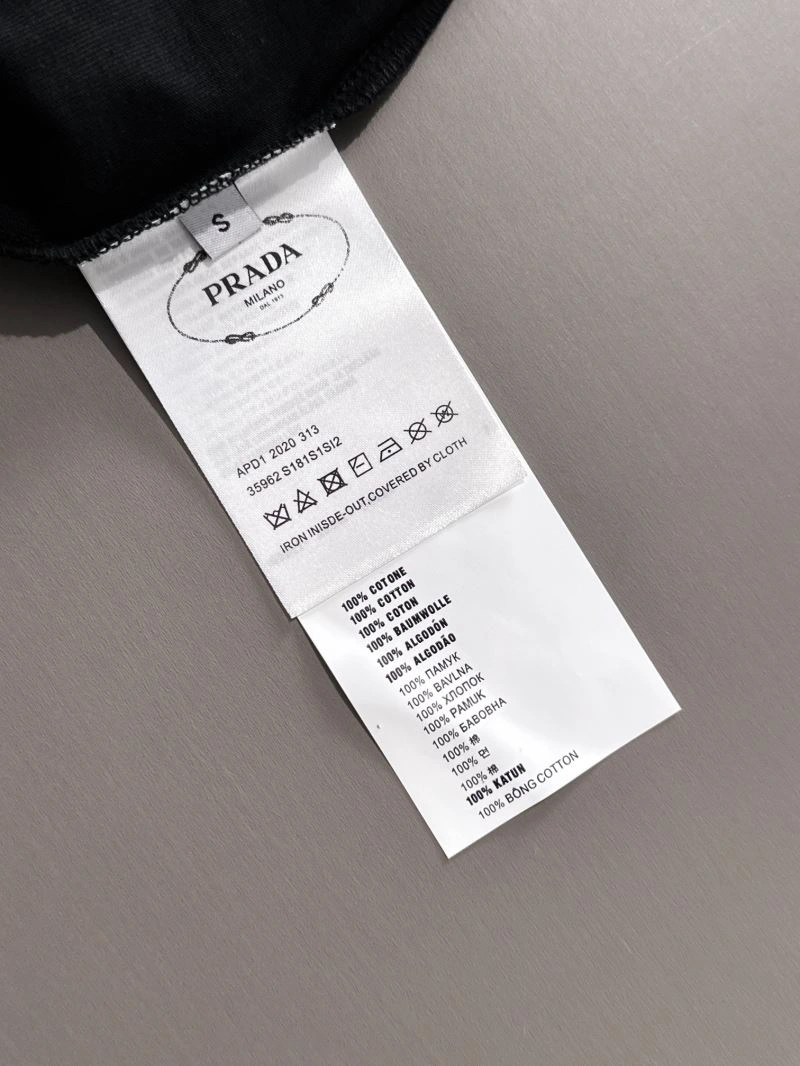 S
PRADA
MILANO
DAL 1913
APD1 2020 313
35962 S181S1SI2
IRON INISDE-OUT,COVERED BY CLOTH
100% COTONE
100% COTTON
100% COTON
100% BAUMWOLLE
100% ALGODÓN
100% ALGODÃO
100% ПАМУК
100% BAVLNA
100% ХЛОПОК
100% PAMUK
100% БАВОВНА
100% 棉
100% 면
100% 棉
100% KATUN
100% BÔNG COTTON